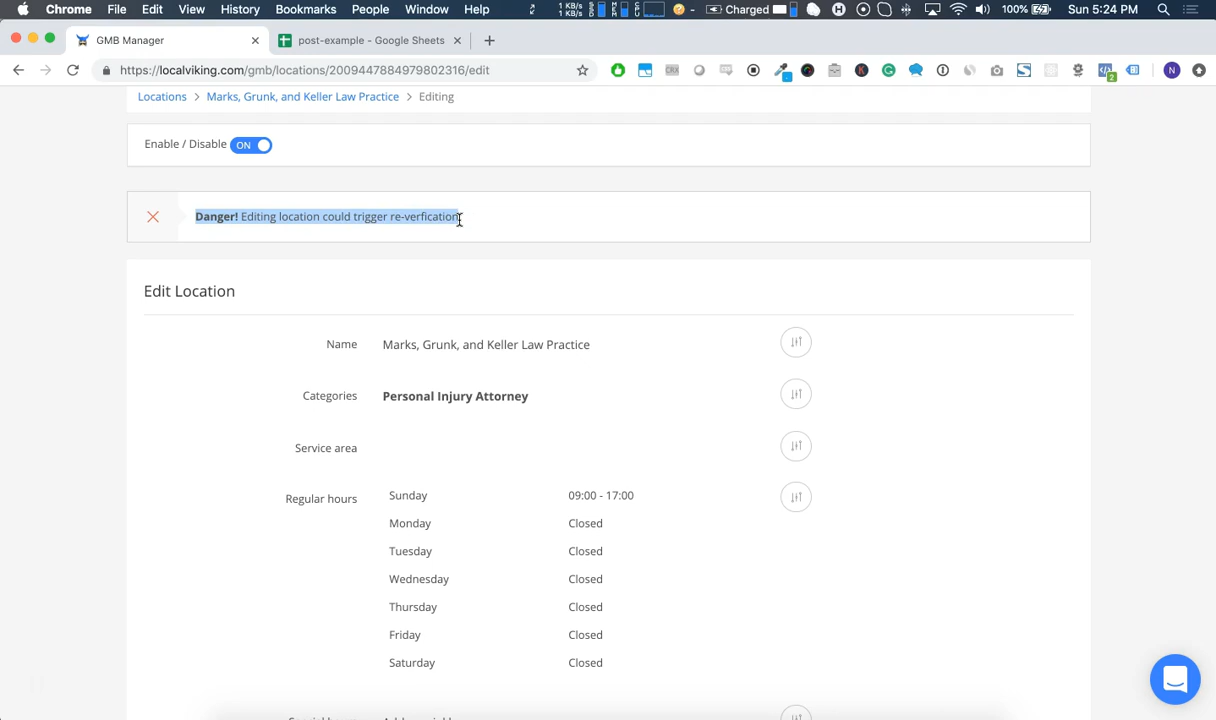 Chrome File Edit View History Bookmarks People Window Help 1 KB/s 1 KB/s Charged 100% Sun 5:24 PM
GMB Manager post-example - Google Sheets
https://localviking.com/gmb/locations/2009447884979802316/edit
Locations > Marks, Grunk, and Keller Law Practice > Editing
Enable / Disable ON
Danger! Editing location could trigger re-verfication
Edit Location
Name Marks, Grunk, and Keller Law Practice
Categories Personal Injury Attorney
Service area
Regular hours Sunday 09:00 - 17:00
Monday Closed
Tuesday Closed
Wednesday Closed
Thursday Closed
Friday Closed
Saturday Closed